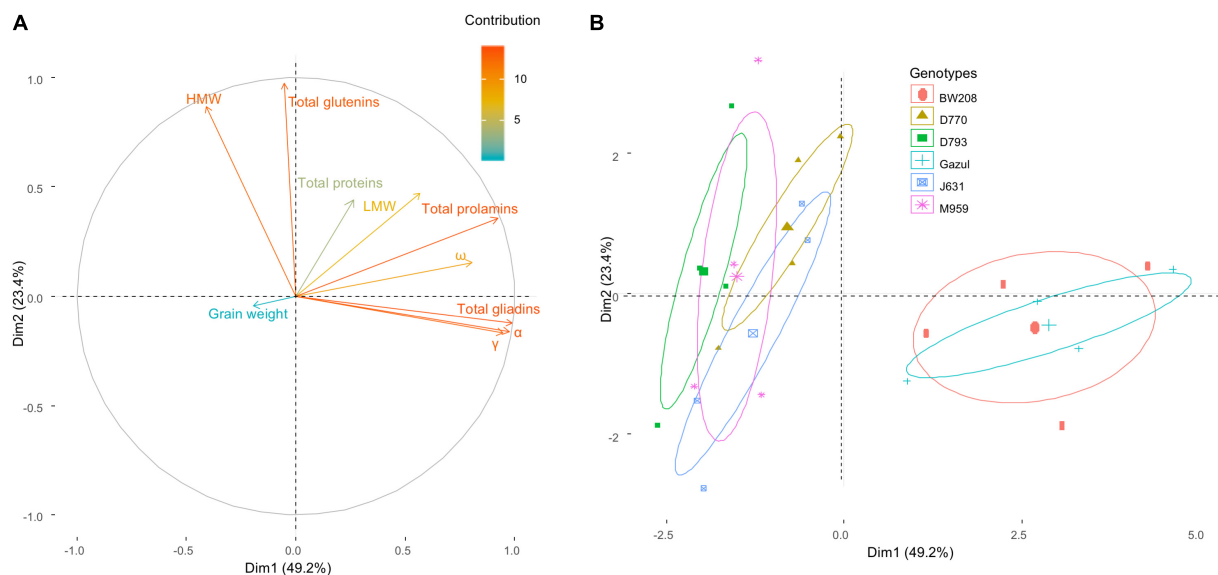 A
Contribution
10
5
1.0
0.5
0.0
-0.5
-1.0
Dim2 (23.4%)
HMW
Total glutenins
Total proteins
LMW
Total prolamins
ω
Grain weight
Total gliadins
α
γ
-1.0
-0.5
0.0
0.5
1.0
Dim1 (49.2%)
B
Genotypes
BW208
D770
D793
Gazul
J631
M959
2
0
-2
Dim2 (23.4%)
-2.5
0.0
2.5
5.0
Dim1 (49.2%)